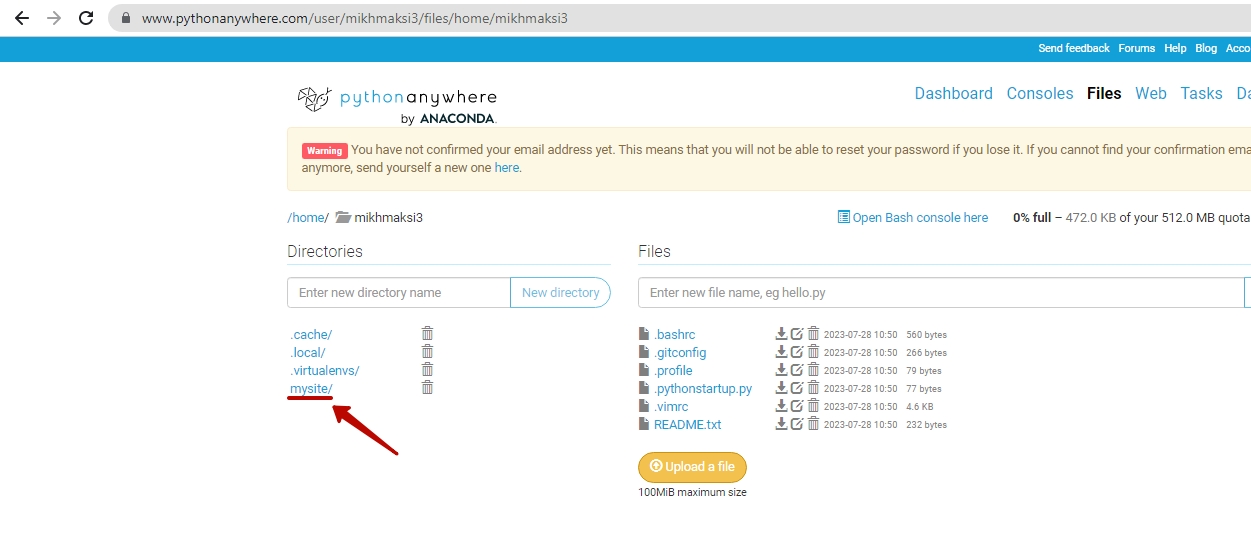 www.pythonanywhere.com/user/mikhmaksi3/files/home/mikhmaksi3
Send feedback Forums Help Blog Acco
pythonanywhere
by ANACONDA.
Dashboard Consoles Files Web Tasks Da
Warning You have not confirmed your email address yet. This means that you will not be able to reset your password if you lose it. If you cannot find your confirmation ema
anymore, send yourself a new one here.
/home/ mikhmaksi3
Open Bash console here 0% full – 472.0 KB of your 512.0 MB quota
Directories
Enter new directory name New directory
.cache/
.local/
.virtualenvs/
mysite/
Files
Enter new file name, eg hello.py
.bashrc 2023-07-28 10:50 560 bytes
.gitconfig 2023-07-28 10:50 266 bytes
.profile 2023-07-28 10:50 79 bytes
.pythonstartup.py 2023-07-28 10:50 77 bytes
.vimrc 2023-07-28 10:50 4.6 KB
README.txt 2023-07-28 10:50 232 bytes
Upload a file
100MiB maximum size